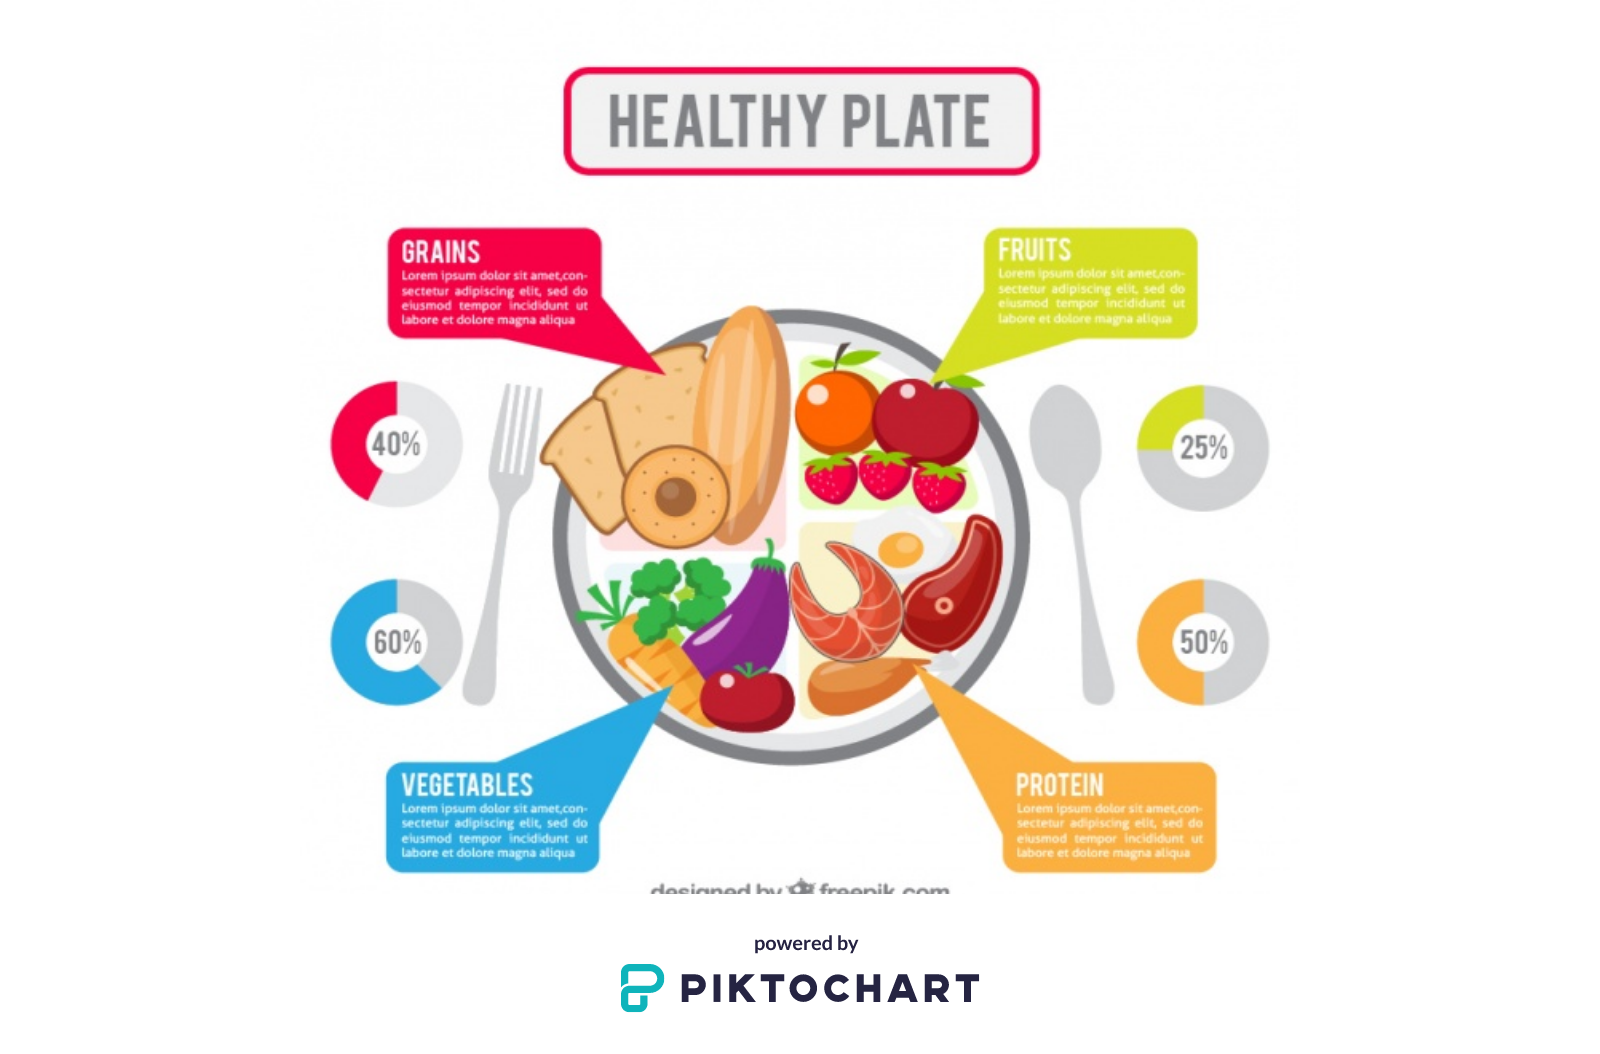 HEALTHY PLATE
GRAINS
Lorem ipsum dolor sit amet,con-
sectetur adipiscing elit, sed do
eiusmod tempor incididunt ut
labore et dolore magna aliqua
FRUITS
Lorem ipsum dolor sit amet,con-
sectetur adipiscing elit, sed do
eiusmod tempor incididunt ut
labore et dolore magna aliqua
40%
25%
60%
50%
VEGETABLES
Lorem ipsum dolor sit amet,con-
sectetur adipiscing elit, sed do
eiusmod tempor incididunt ut
labore et dolore magna aliqua
PROTEIN
Lorem ipsum dolor sit amet,con-
sectetur adipiscing elit, sed do
eiusmod tempor incididunt ut
labore et dolore magna aliqua
designed by freepik.com
powered by
PIKTOCHART